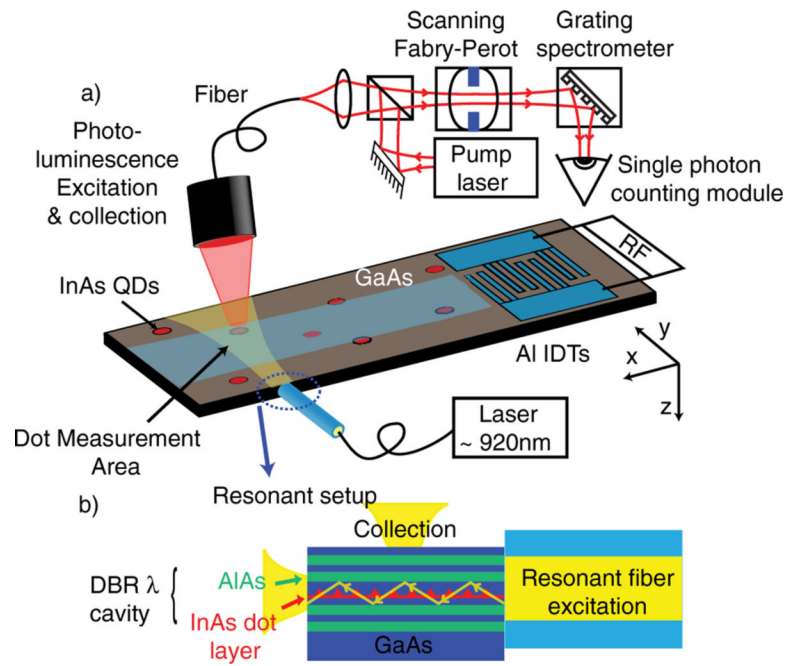 a)
Fiber
Scanning
Fabry-Perot
Grating
spectrometer
Photo-
luminescence
Excitation
& collection
Pump
laser
Single photon
counting module
InAs QDs
GaAs
RF
Al IDTs
y
x
z
Dot Measurement
Area
Laser
~ 920nm
b)
Resonant setup
Collection
DBR λ
cavity
AlAs
InAs dot
layer
GaAs
Resonant fiber
excitation